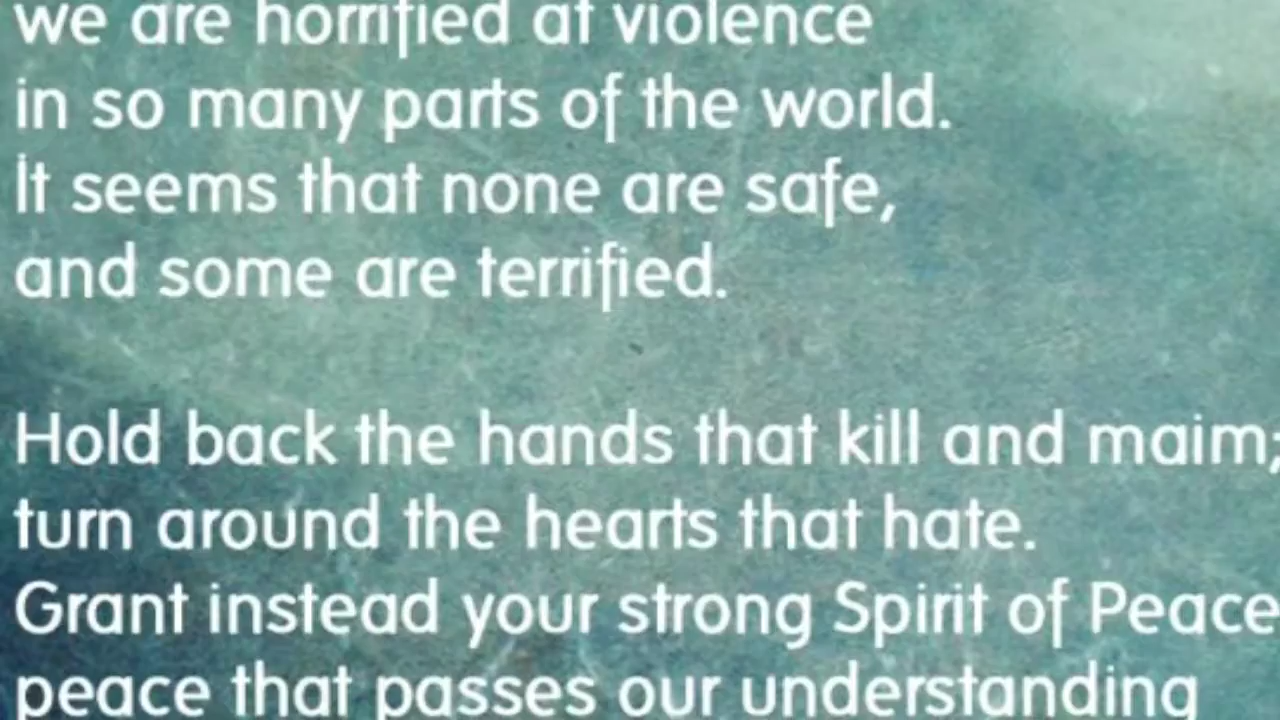 we are horrified at violence
in so many parts of the world.
It seems that none are safe,
and some are terrified.
Hold back the hands that kill and maim;
turn around the hearts that hate.
Grant instead your strong Spirit of Peace
peace that passes our understanding